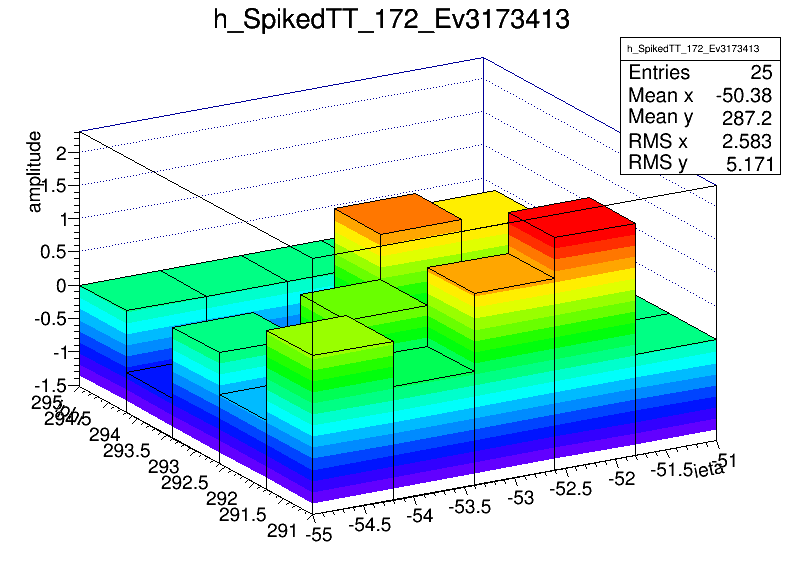 h_SpikedTT_172_Ev3173413
h_SpikedTT_172_Ev3173413
Entries 25
Mean x -50.38
Mean y 287.2
RMS x 2.583
RMS y 5.171
amplitude
2
1.5
1
0.5
0
-0.5
-1
-1.5
295
294.5
294
293.5
293
292.5
292
291.5
291
-55
-54.5
-54
-53.5
-53
-52.5
-52
-51.5
-51
ieta